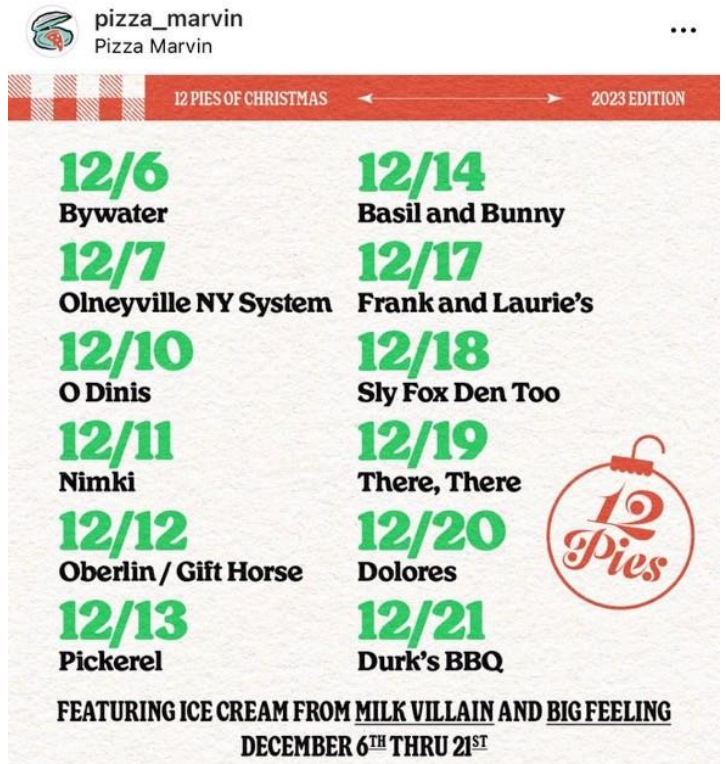 pizza_marvin
Pizza Marvin
12 PIES OF CHRISTMAS
2023 EDITION
12/6
Bywater
12/7
Olneyville NY System
12/10
O Dinis
12/11
Nimki
12/12
Oberlin / Gift Horse
12/13
Pickerel
12/14
Basil and Bunny
12/17
Frank and Laurie's
12/18
Sly Fox Den Too
12/19
There, There
12/20
Dolores
12/21
Durk's BBQ
12
Pies
FEATURING ICE CREAM FROM MILK VILLAIN AND BIG FEELING
DECEMBER 6TH THRU 21ST